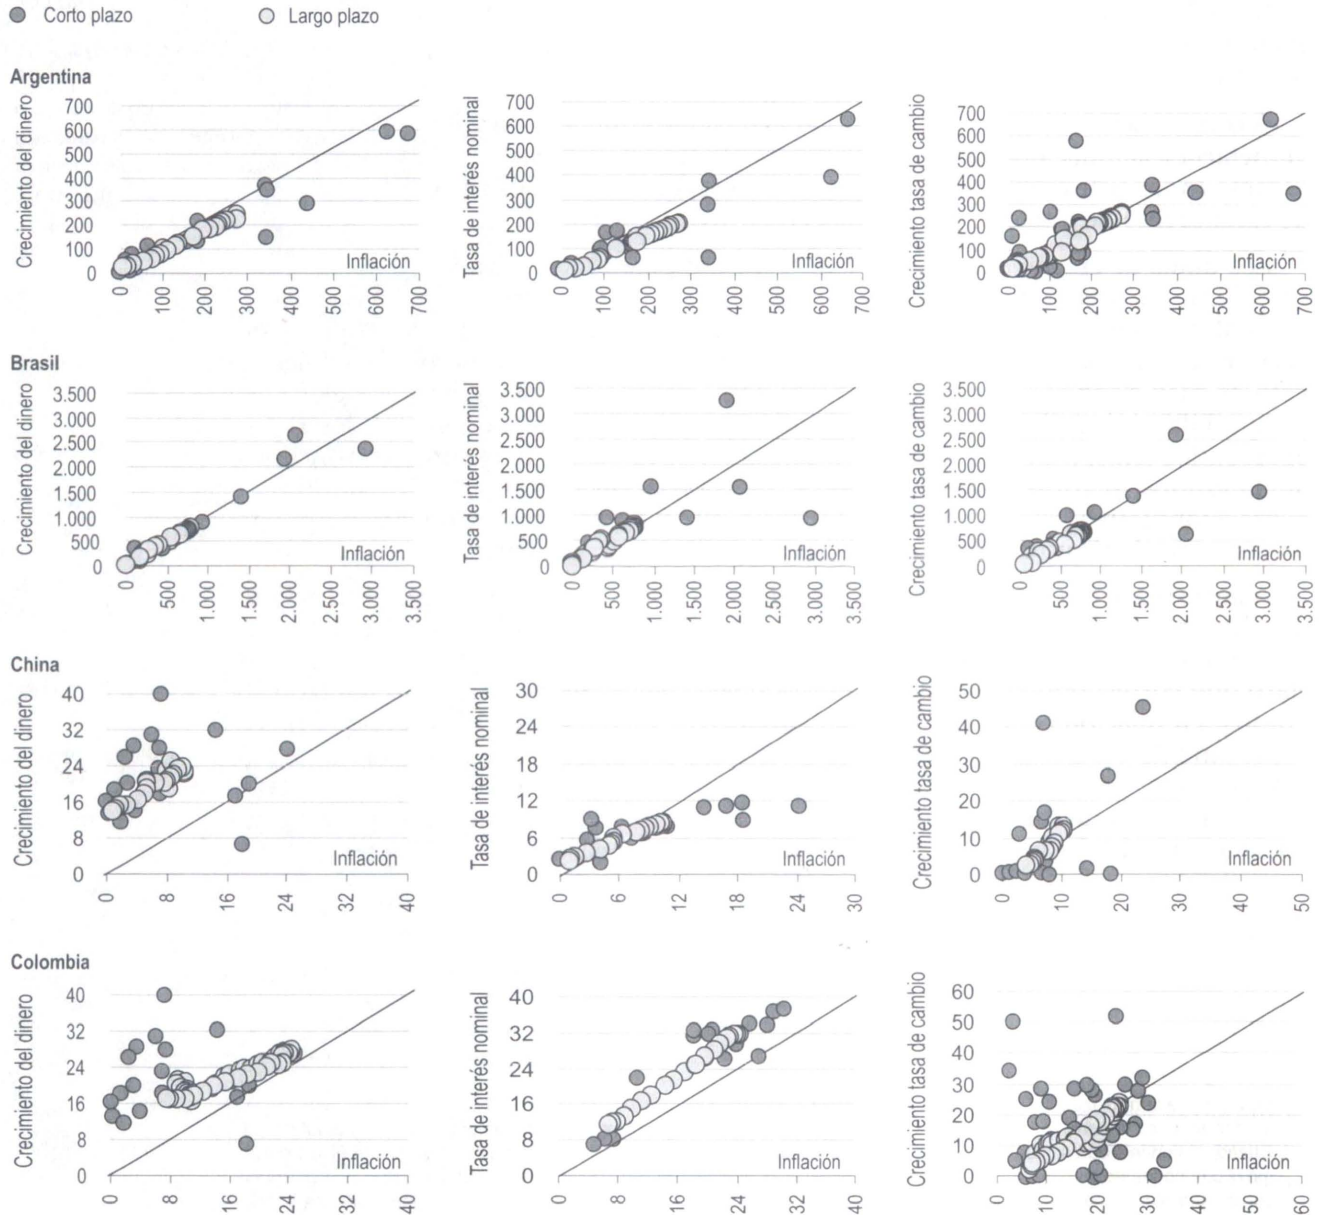 Corto plazo
Largo plazo
Argentina
Crecimiento del dinero
700
600
500
400
300
200
100
0
Inflación
0 100 200 300 400 500 600 700
Tasa de interés nominal
700
600
500
400
300
200
100
0
Inflación
0 100 200 300 400 500 600 700
Crecimiento tasa de cambio
700
600
500
400
300
200
100
0
Inflación
0 100 200 300 400 500 600 700
Brasil
Crecimiento del dinero
3.500
3.000
2.500
2.000
1.500
1.000
500
0
Inflación
0 500 1.000 1.500 2.000 2.500 3.000 3.500
Tasa de interés nominal
3.500
3.000
2.500
2.000
1.500
1.000
500
0
Inflación
0 500 1.000 1.500 2.000 2.500 3.000 3.500
Crecimiento tasa de cambio
3.500
3.000
2.500
2.000
1.500
1.000
500
0
Inflación
0 500 1.000 1.500 2.000 2.500 3.000 3.500
China
Crecimiento del dinero
40
32
24
16
8
0
Inflación
0 8 16 24 32 40
Tasa de interés nominal
30
24
18
12
6
0
Inflación
0 6 12 18 24 30
Crecimiento tasa de cambio
50
40
30
20
10
0
Inflación
0 10 20 30 40 50
Colombia
Crecimiento del dinero
40
32
24
16
8
0
Inflación
0 8 16 24 32 40
Tasa de interés nominal
40
32
24
16
8
0
Inflación
0 8 16 24 32 40
Crecimiento tasa de cambio
60
50
40
30
20
10
0
Inflación
0 10 20 30 40 50 60